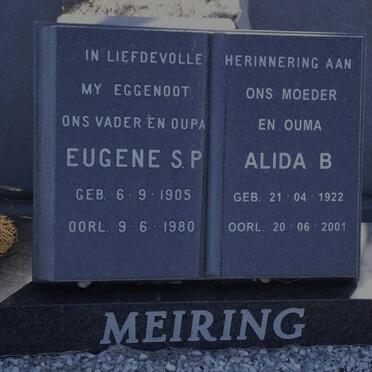 IN LIEFDEVOLLE
MY EGGENOOT
ONS VADER EN OUPA
EUGENE S.P
GEB. 6·9·1905
OORL. 9·6·1980
HERINNERING AAN
ONS MOEDER
EN OUMA
ALIDA B
GEB. 21·04·1922
OORL. 20·06·2001
MEIRING